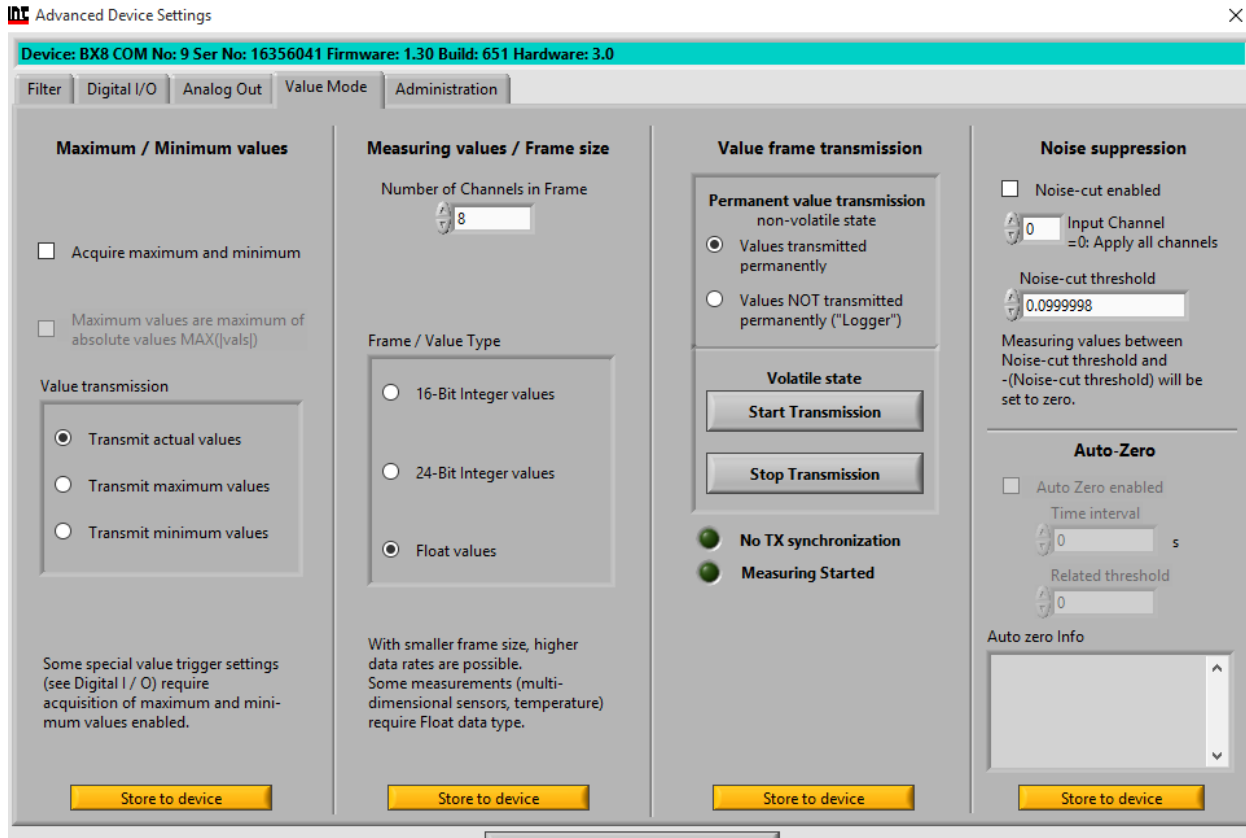 Advanced Device Settings
Device: BX8 COM No: 9 Ser No: 16356041 Firmware: 1.30 Build: 651 Hardware: 3.0
Filter
Digital I/O
Analog Out
Value Mode
Administration
Maximum / Minimum values
Acquire maximum and minimum
Maximum values are maximum of
absolute values MAX(|vals|)
Value transmission
Transmit actual values
Transmit maximum values
Transmit minimum values
Some special value trigger settings
(see Digital I / O) require
acquisition of maximum and mini-
mum values enabled.
Store to device
Measuring values / Frame size
Number of Channels in Frame
8
Frame / Value Type
16-Bit Integer values
24-Bit Integer values
Float values
With smaller frame size, higher
data rates are possible.
Some measurements (multi-
dimensional sensors, temperature)
require Float data type.
Store to device
Value frame transmission
Permanent value transmission
non-volatile state
Values transmitted
permanently
Values NOT transmitted
permanently ("Logger")
Volatile state
Start Transmission
Stop Transmission
No TX synchronization
Measuring Started
Store to device
Noise suppression
Noise-cut enabled
0
Input Channel
=0: Apply all channels
Noise-cut threshold
0.0999998
Measuring values between
Noise-cut threshold and
-(Noise-cut threshold) will be
set to zero.
Auto-Zero
Auto Zero enabled
Time interval
0 s
Related threshold
0
Auto zero Info
Store to device